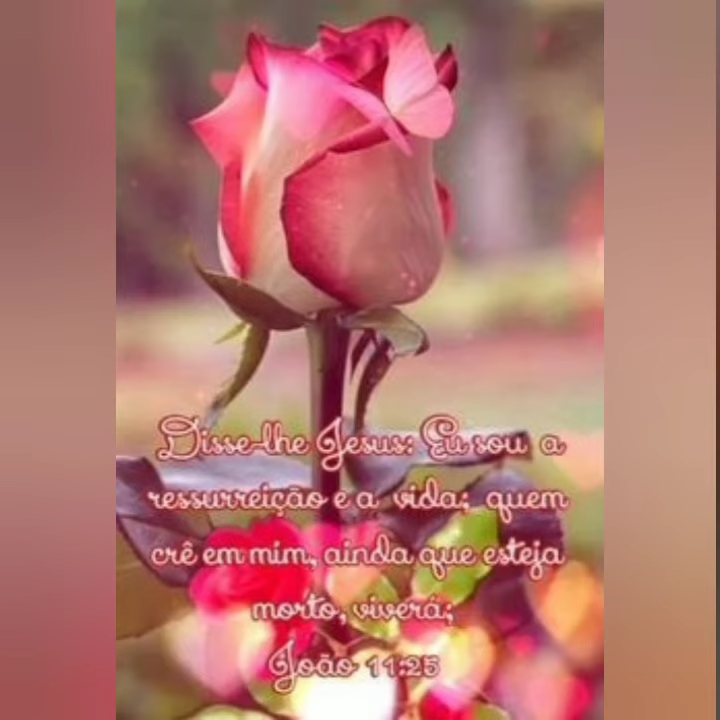 Disse-lhe Jesus: Eu sou a
ressurreição e a vida; quem
crê em mim, ainda que esteja
morto, viverá;
João 11:25